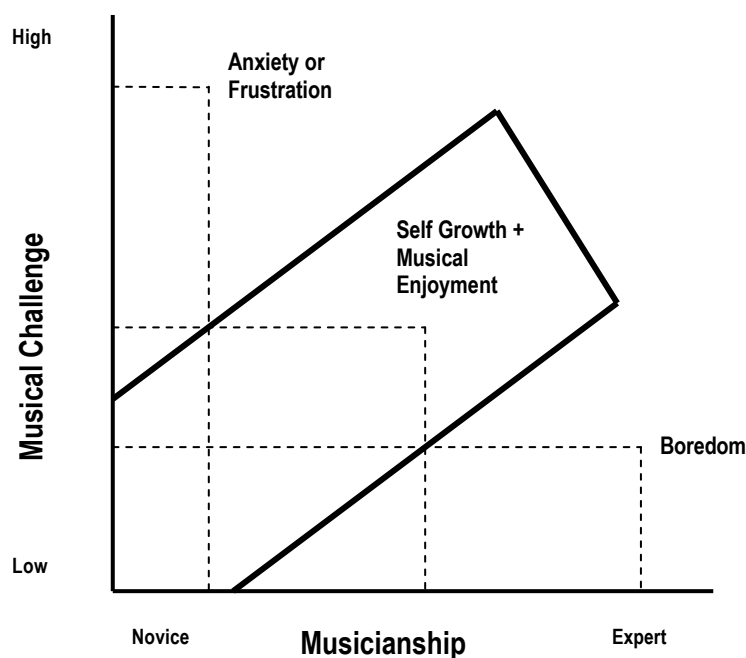 High
Anxiety or
Frustration
Self Growth +
Musical
Enjoyment
Musical Challenge
Boredom
Low
Novice
Musicianship
Expert